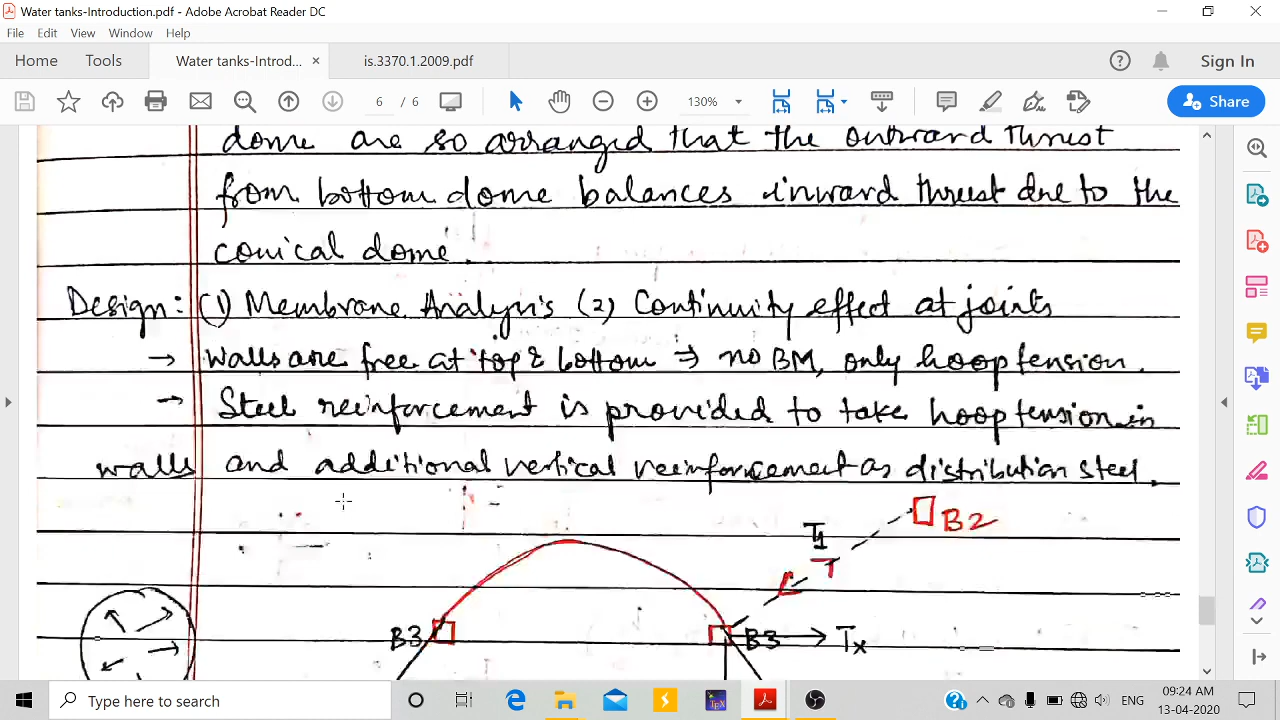 Water tanks-Introduction.pdf - Adobe Acrobat Reader DC
File Edit View Window Help
Home Tools Water tanks-Introd... × is.3370.1.2009.pdf Sign In
6 / 6 130% Share
dome are so arranged that the outward thrust
from bottom dome balances inward thrust due to the
conical dome.
Design: (1) Membrane Analysis (2) Continuity effect at joints
→ Walls are free at top & bottom ⇒ no BM, only hoop tension.
→ Steel reinforcement is provided to take hoop tension in
walls and additional vertical reeinforcement as distribution steel.
B2
T1
B3 B3 Tx
Type here to search
ENG 09:24 AM
13-04-2020